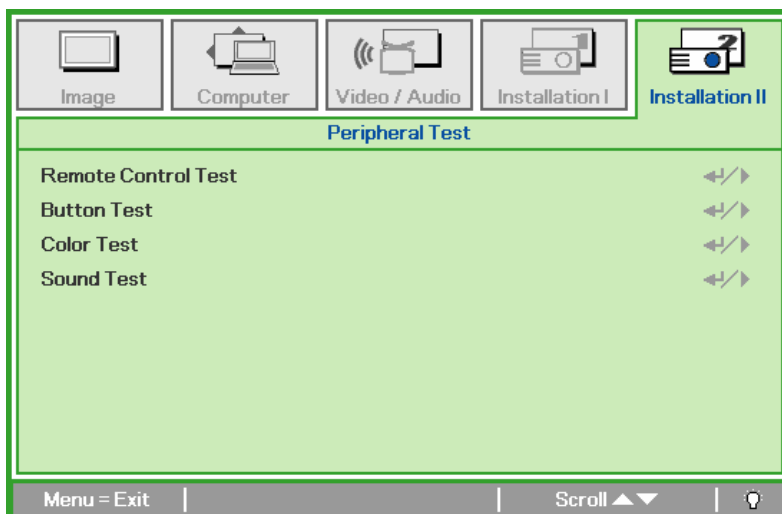 Image
Computer
Video / Audio
Installation I
Installation II
Peripheral Test
Remote Control Test
Button Test
Color Test
Sound Test
Menu = Exit
Scroll ▲▼